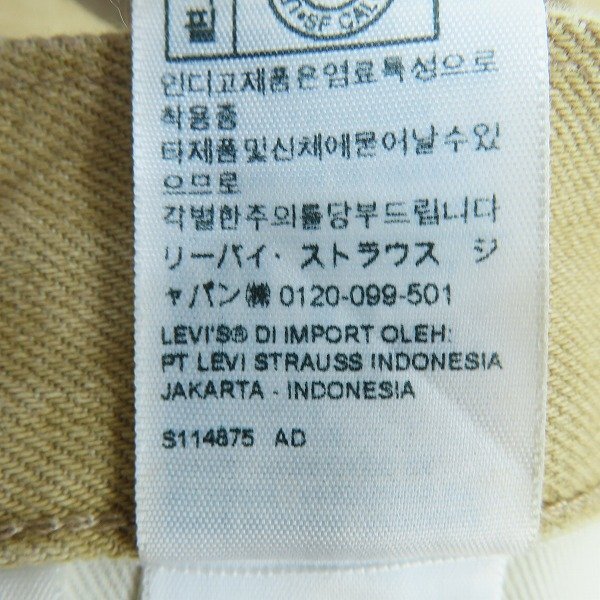 플
SF CAL
인디고제품은염료특성으로
착용중
타제품및신체에묻어날수있
으므로
각별한주의를당부드립니다
リーバイ・ストラウス ジ
ャパン㈱ 0120-099-501
LEVI'S® DI IMPORT OLEH:
PT LEVI STRAUSS INDONESIA
JAKARTA - INDONESIA
S114875 AD